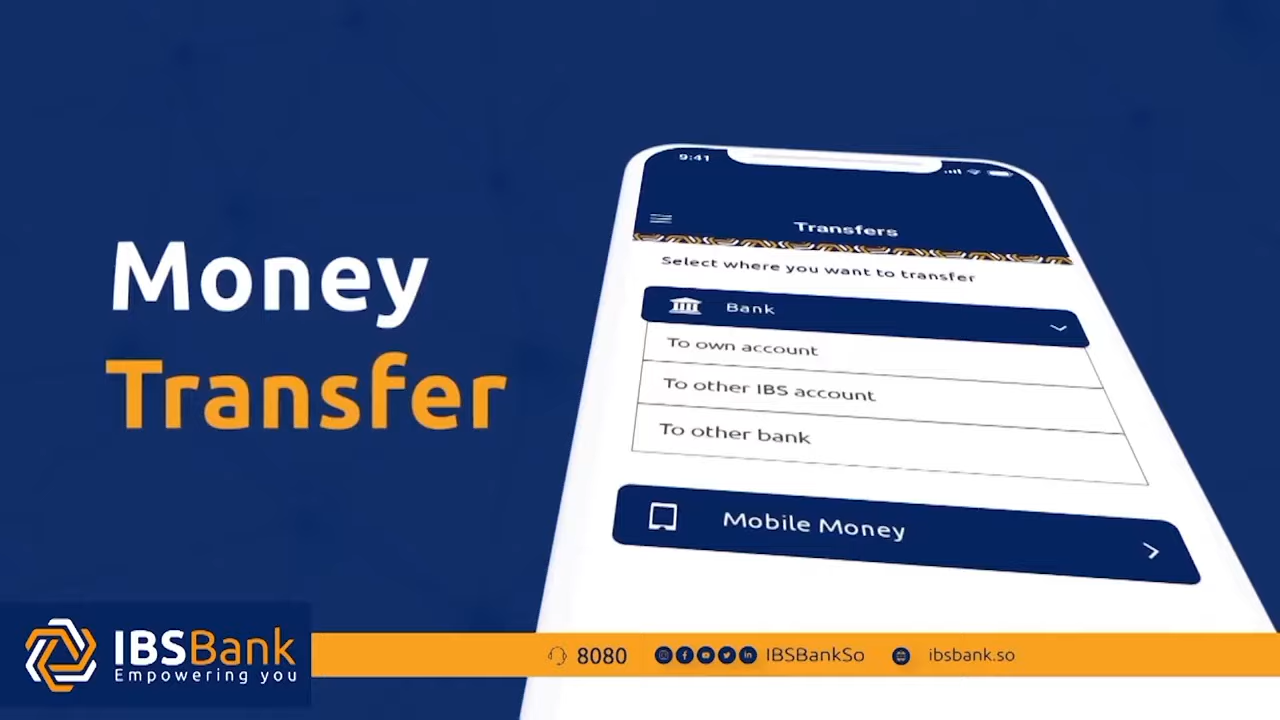 Money
Transfer
9:41
Transfers
Select where you want to transfer
Bank
To own account
To other IBS account
To other bank
Mobile Money
IBSBank
Empowering you
8080
IBSBankSo
ibsbank.so